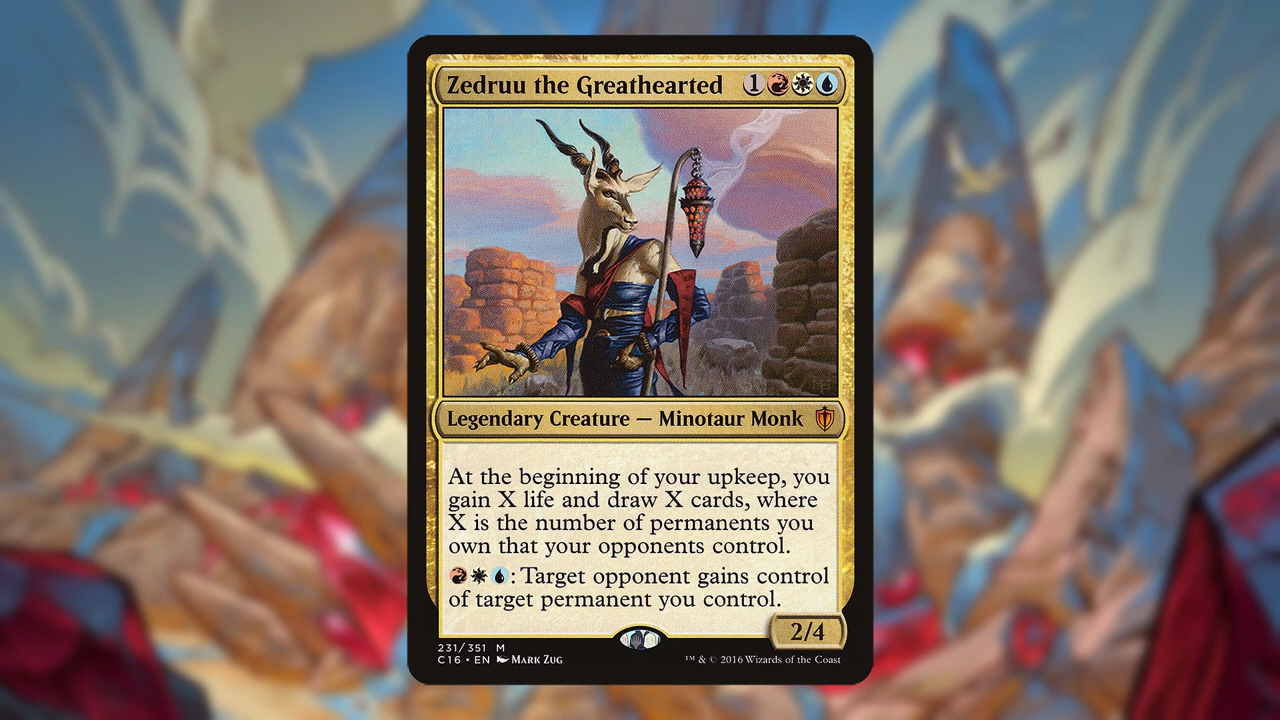 Zedruu the Greathearted 1
Legendary Creature — Minotaur Monk
At the beginning of your upkeep, you
gain X life and draw X cards, where
X is the number of permanents you
own that your opponents control.
: Target opponent gains control
of target permanent you control.
2/4
231/351 M
C16 • EN Mark Zug
™ & © 2016 Wizards of the Coast